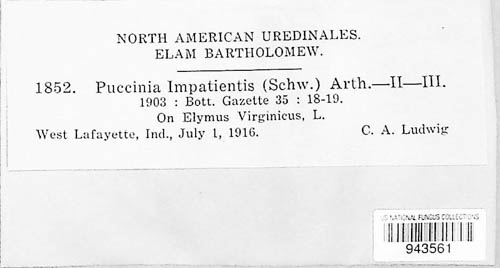 NORTH AMERICAN UREDINALES.
ELAM BARTHOLOMEW.
1852. Puccinia Impatientis (Schw.) Arth.—II—III.
1903 : Bott. Gazette 35 : 18-19.
On Elymus Virginicus, L.
West Lafayette, Ind., July 1, 1916. C. A. Ludwig
US NATIONAL FUNGUS COLLECTIONS
943561